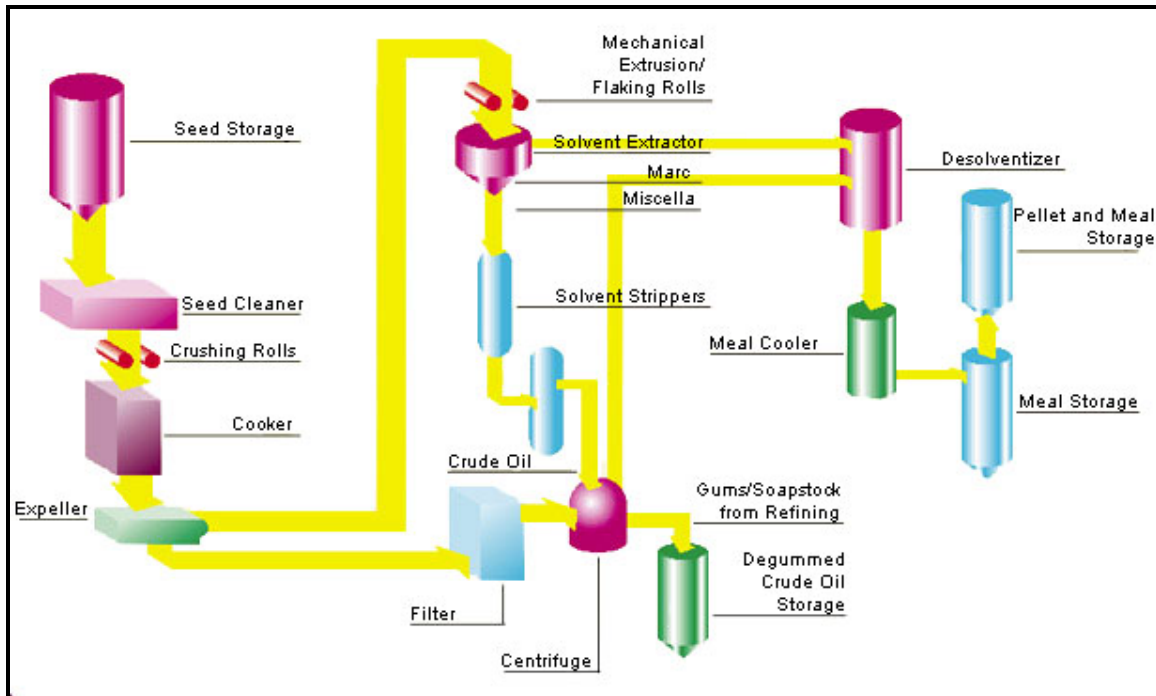 Mechanical
Extrusion/
Flaking Rolls
Seed Storage
Solvent Extractor
Desolventizer
Marc
Miscella
Pellet and Meal
Storage
Seed Cleaner
Solvent Strippers
Crushing Rolls
Meal Cooler
Meal Storage
Cooker
Crude Oil
Expeller
Gums/Soapstock
from Refining
Degummed
Crude Oil
Storage
Filter
Centrifuge